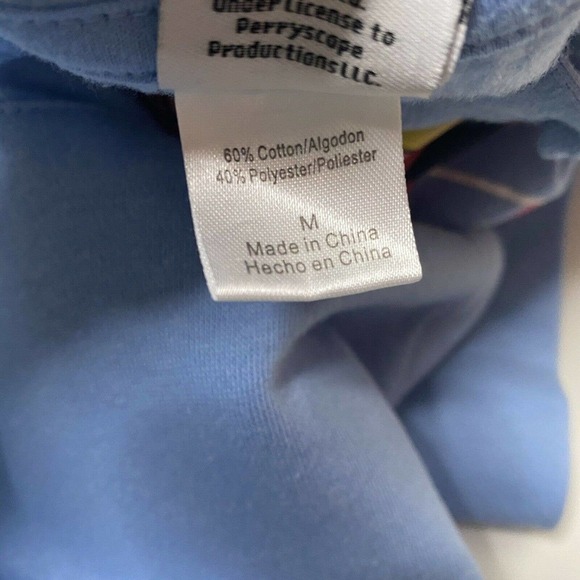 Under License to
Perryscope
Productions LLC.
60% Cotton/Algodon
40% Polyester/Poliester
M
Made in China
Hecho en China